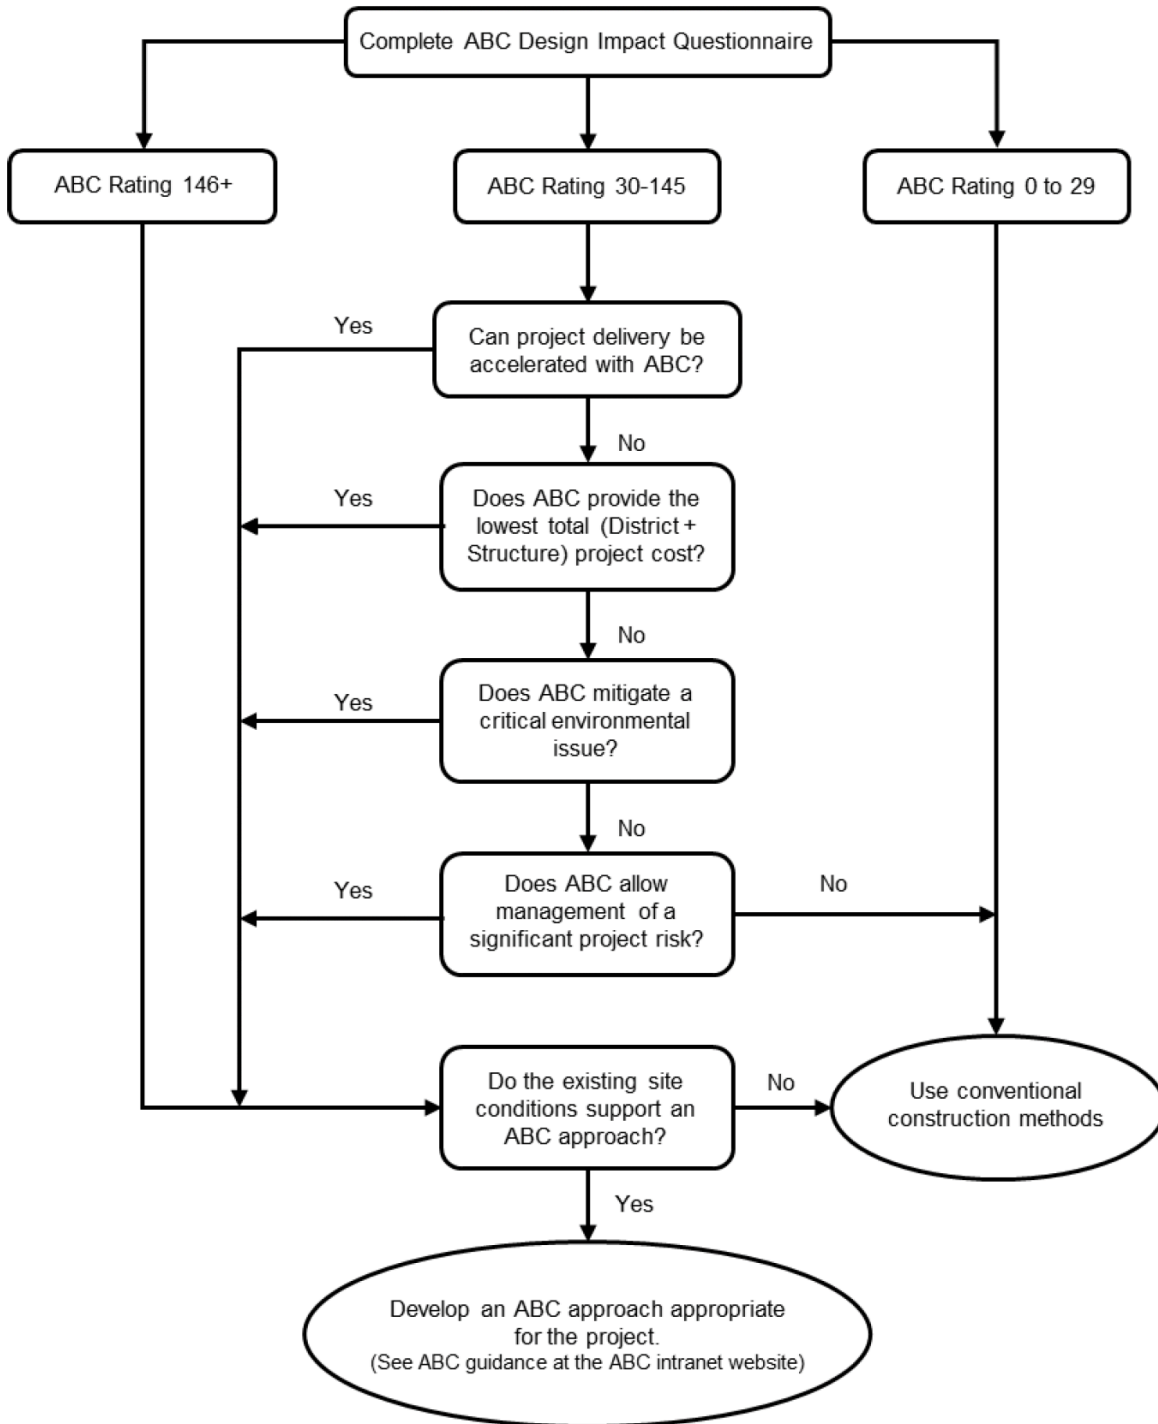 Complete ABC Design Impact Questionnaire
ABC Rating 146+
ABC Rating 30-145
ABC Rating 0 to 29
Yes
Can project delivery be
accelerated with ABC?
No
Yes
Does ABC provide the
lowest total (District +
Structure) project cost?
No
Yes
Does ABC mitigate a
critical environmental
issue?
No
Yes
Does ABC allow
management of a
significant project risk?
No
Do the existing site
conditions support an
ABC approach?
No
Use conventional
construction methods
Yes
Develop an ABC approach appropriate
for the project.
(See ABC guidance at the ABC intranet website)